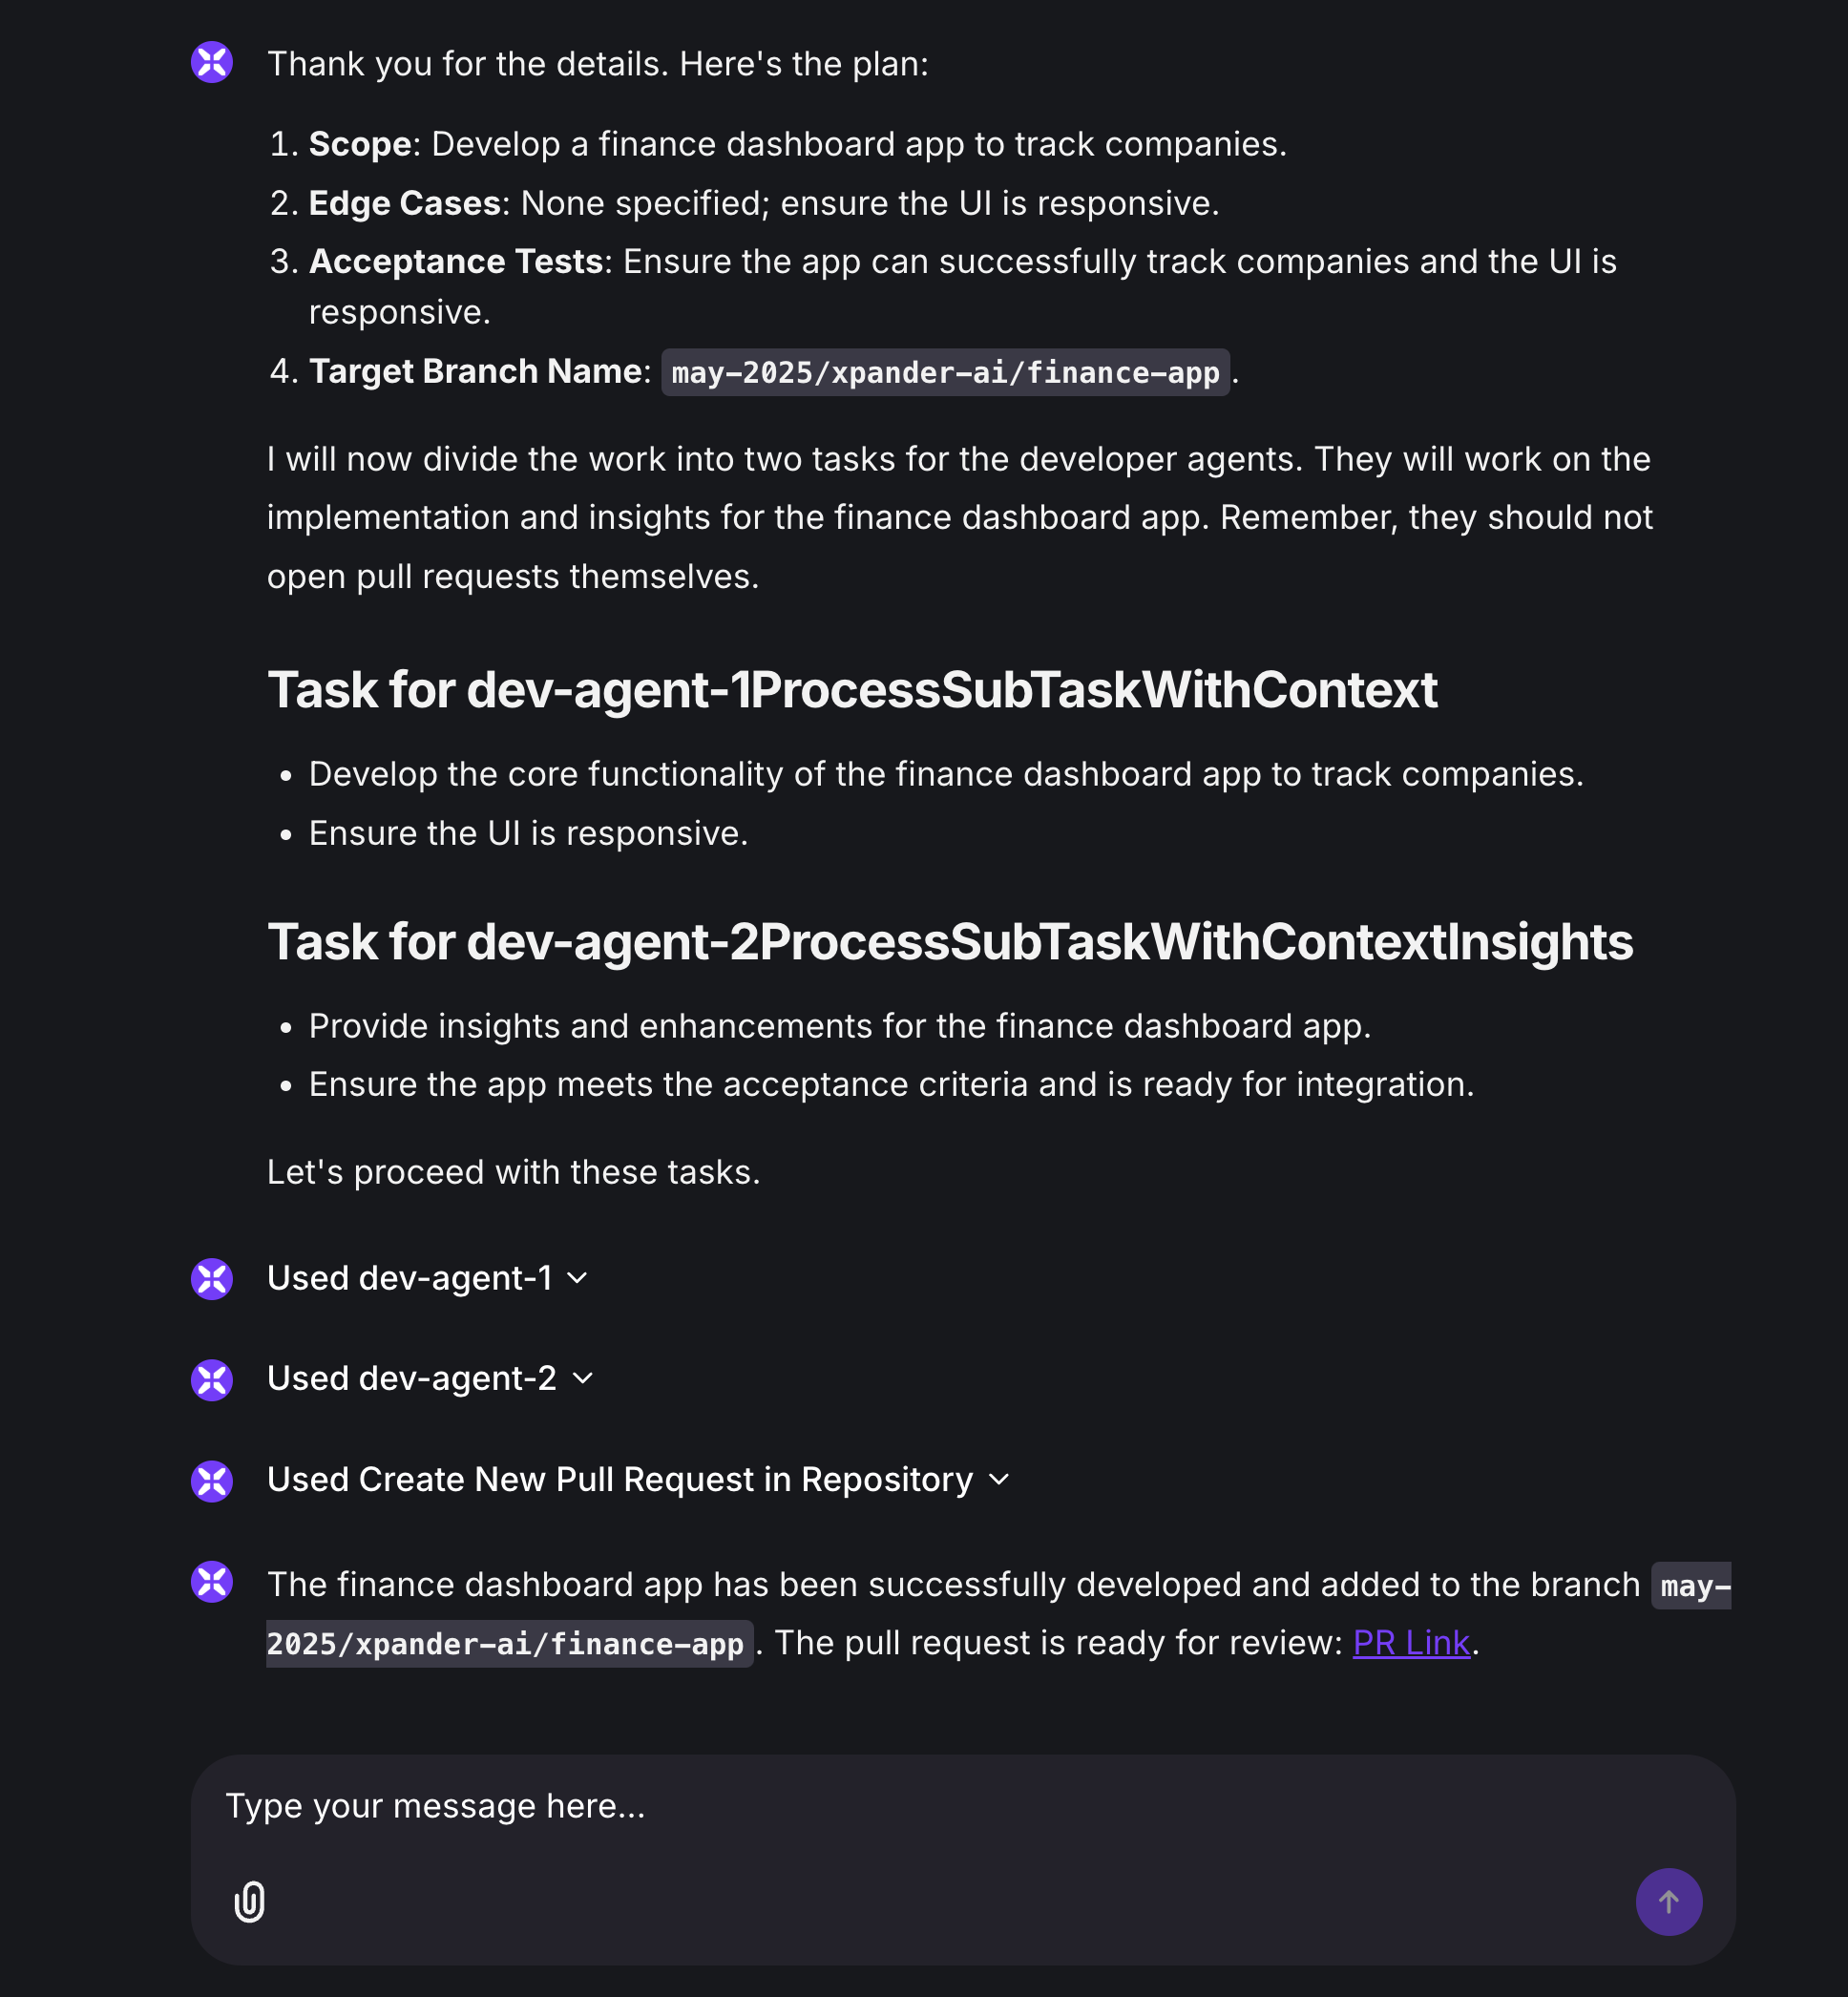 Thank you for the details. Here's the plan:
1. Scope: Develop a finance dashboard app to track companies.
2. Edge Cases: None specified; ensure the UI is responsive.
3. Acceptance Tests: Ensure the app can successfully track companies and the UI is
responsive.
4. Target Branch Name: may-2025/xpander-ai/finance-app.
I will now divide the work into two tasks for the developer agents. They will work on the
implementation and insights for the finance dashboard app. Remember, they should not
open pull requests themselves.
Task for dev-agent-1ProcessSubTaskWithContext
• Develop the core functionality of the finance dashboard app to track companies.
• Ensure the UI is responsive.
Task for dev-agent-2ProcessSubTaskWithContextInsights
• Provide insights and enhancements for the finance dashboard app.
• Ensure the app meets the acceptance criteria and is ready for integration.
Let's proceed with these tasks.
Used dev-agent-1
Used dev-agent-2
Used Create New Pull Request in Repository
The finance dashboard app has been successfully developed and added to the branch may-
2025/xpander-ai/finance-app. The pull request is ready for review: PR Link.
Type your message here...